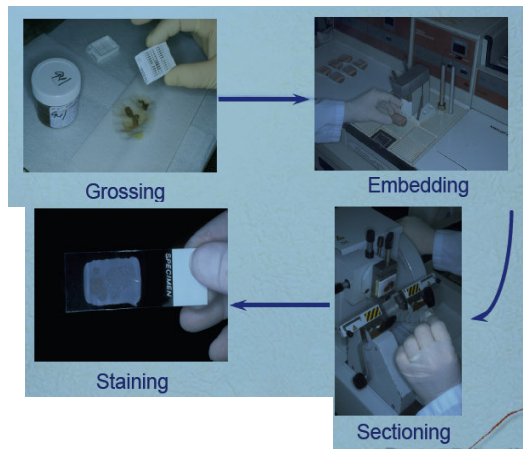 Grossing
Embedding
SPECIMEN
Staining
Sectioning